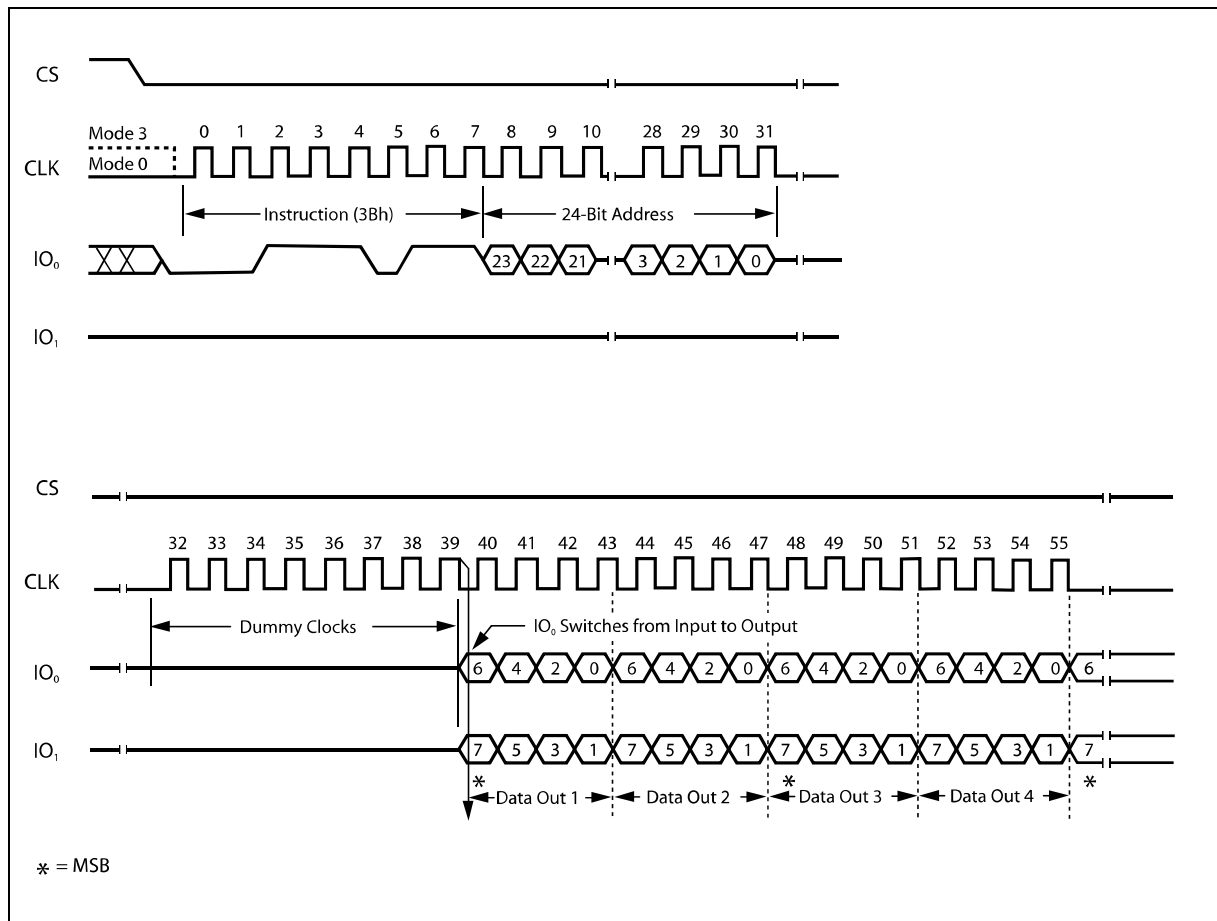 CS
Mode 3
0 1 2 3 4 5 6 7 8 9 10 28 29 30 31
Mode 0
CLK
Instruction (3Bh) 24-Bit Address
IO₀ 23 22 21 3 2 1 0
IO₁
CS
32 33 34 35 36 37 38 39 40 41 42 43 44 45 46 47 48 49 50 51 52 53 54 55
CLK
Dummy Clocks IO₀ Switches from Input to Output
IO₀ 6 4 2 0 6 4 2 0 6 4 2 0 6 4 2 0 6
IO₁ 7 5 3 1 7 5 3 1 7 5 3 1 7 5 3 1 7
* * *
Data Out 1 Data Out 2 Data Out 3 Data Out 4
* = MSB